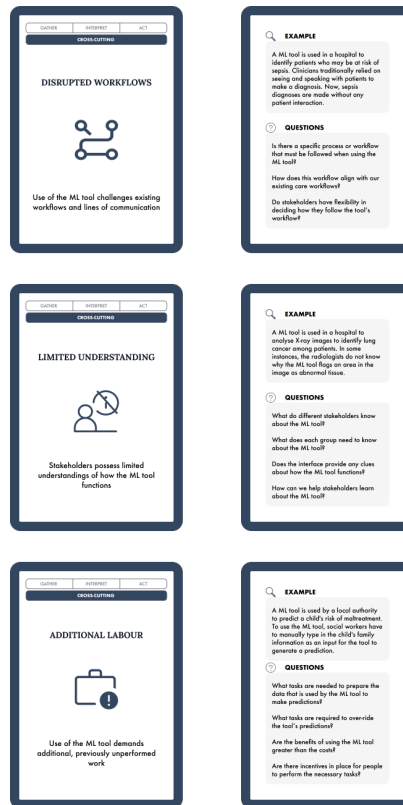 GATHER INTERPRET ACT
CROSS-CUTTING
DISRUPTED WORKFLOWS
Use of the ML tool challenges existing
workflows and lines of communication
EXAMPLE
A ML tool is used in a hospital to
identify patients who may be at risk of
sepsis. Clinicians traditionally relied on
seeing and speaking with patients to
make a diagnosis. Now, sepsis
diagnoses are made without any
patient interaction.
? QUESTIONS
Is there a specific process or workflow
that must be followed when using the
ML tool?
How does this workflow align with our
existing care workflows?
Do stakeholders have flexibility in
deciding how they follow the tool's
workflow?
GATHER INTERPRET ACT
CROSS-CUTTING
LIMITED UNDERSTANDING
Stakeholders possess limited
understandings of how the ML tool
functions
EXAMPLE
A ML tool is used in a hospital to
analyse X-ray images to identify lung
cancer among patients. In some
instances, the radiologists do not know
why the ML tool flags an area in the
image as abnormal tissue.
? QUESTIONS
What do different stakeholders know
about the ML tool?
What does each group need to know
about the ML tool?
Does the interface provide any clues
about how the ML tool functions?
How can we help stakeholders learn
about the ML tool?
GATHER INTERPRET ACT
CROSS-CUTTING
ADDITIONAL LABOUR
Use of the ML tool demands
additional, previously unperformed
work
EXAMPLE
A ML tool is used by a local authority
to predict a child's risk of maltreatment.
To use the ML tool, social workers have
to manually type in the child's family
information as an input for the tool to
generate a prediction.
? QUESTIONS
What tasks are needed to prepare the
data that is used by the ML tool to
make predictions?
What tasks are required to over-ride
the tool's predictions?
Are the benefits of using the ML tool
greater than the costs?
Are there incentives in place for people
to perform the necessary tasks?